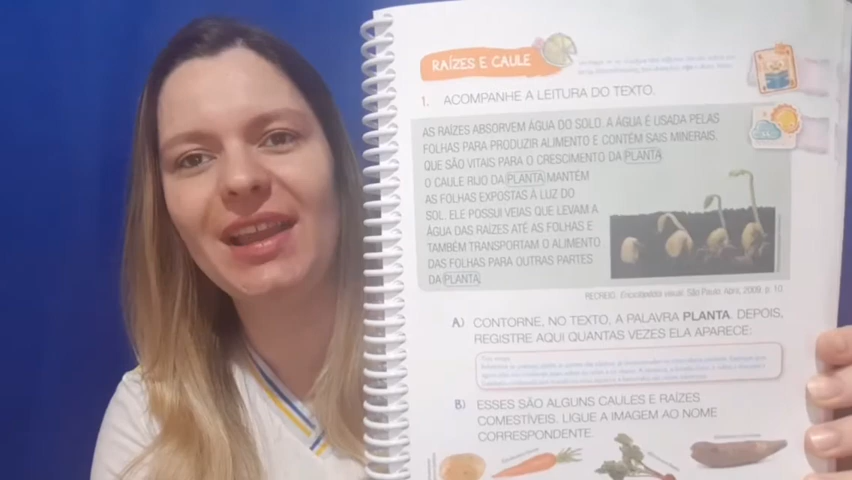 RAÍZES E CAULE
1. ACOMPANHE A LEITURA DO TEXTO.
AS RAÍZES ABSORVEM ÁGUA DO SOLO. A ÁGUA É USADA PELAS
FOLHAS PARA PRODUZIR ALIMENTO E CONTÉM SAIS MINERAIS,
QUE SÃO VITAIS PARA O CRESCIMENTO DA PLANTA.
O CAULE RIJO DA PLANTA MANTÉM
AS FOLHAS EXPOSTAS À LUZ DO
SOL. ELE POSSUI VEIAS QUE LEVAM A
ÁGUA DAS RAÍZES ATÉ AS FOLHAS E
TAMBÉM TRANSPORTAM O ALIMENTO
DAS FOLHAS PARA OUTRAS PARTES
DA PLANTA.
RECREIO. Enciclopédia visual. São Paulo: Abril, 2009. p. 10
A) CONTORNE, NO TEXTO, A PALAVRA PLANTA. DEPOIS,
REGISTRE AQUI QUANTAS VEZES ELA APARECE:
B) ESSES SÃO ALGUNS CAULES E RAÍZES
COMESTÍVEIS. LIGUE A IMAGEM AO NOME
CORRESPONDENTE.